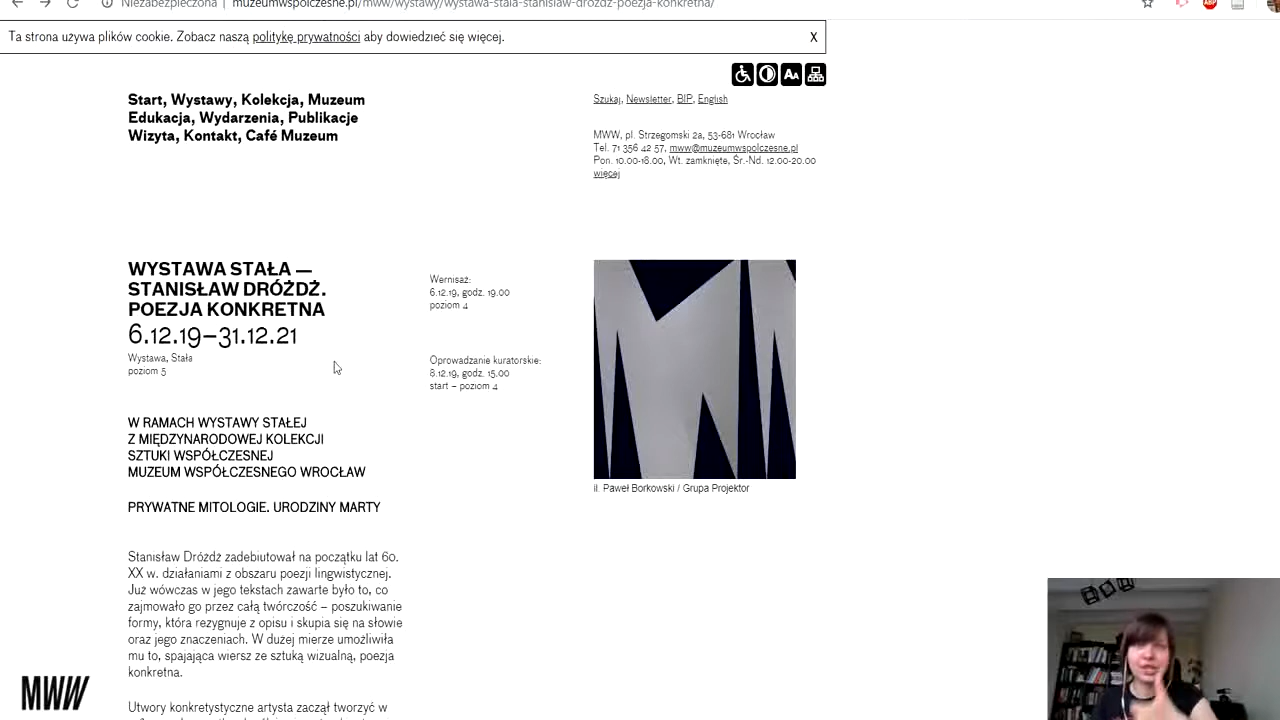 Niezabezpieczona | muzeumwspolczesne.pl/mww/wystawy/wystawa-stala-stanislaw-drozdz-poezja-konkretna/
Ta strona używa plików cookie. Zobacz naszą politykę prywatności aby dowiedzieć się więcej.
X
Start, Wystawy, Kolekcja, Muzeum
Edukacja, Wydarzenia, Publikacje
Wizyta, Kontakt, Café Muzeum
Szukaj, Newsletter, BIP, English
MWW, pl. Strzegomski 2a, 53-681 Wrocław
Tel. 71 356 42 57, mww@muzeumwspolczesne.pl
Pon. 10.00-18.00, Wt. zamknięte, Śr.-Nd. 12.00-20.00
więcej
WYSTAWA STAŁA —
STANISŁAW DRÓŻDŻ.
POEZJA KONKRETNA
6.12.19–31.12.21
Wystawa, Stała
poziom 5
Wernisaż:
6.12.19, godz. 19.00
poziom 4
Oprowadzanie kuratorskie:
8.12.19, godz. 15.00
start – poziom 4
il. Paweł Borkowski / Grupa Projektor
W RAMACH WYSTAWY STAŁEJ
Z MIĘDZYNARODOWEJ KOLEKCJI
SZTUKI WSPÓŁCZESNEJ
MUZEUM WSPÓŁCZESNEGO WROCŁAW
PRYWATNE MITOLOGIE. URODZINY MARTY
Stanisław Dróżdż zadebiutował na początku lat 60.
XX w. działaniami z obszaru poezji lingwistycznej.
Już wówczas w jego tekstach zawarte było to, co
zajmowało go przez całą twórczość – poszukiwanie
formy, która rezygnuje z opisu i skupia się na słowie
oraz jego znaczeniach. W dużej mierze umożliwiła
mu to, spajająca wiersz ze sztuką wizualną, poezja
konkretna.
Utwory konkretystyczne artysta zaczął tworzyć w
MWW